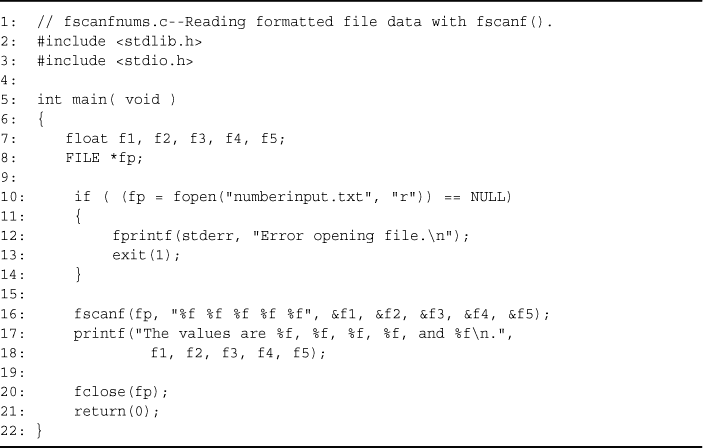 1:  // fscanfnums.c--Reading formatted file data with fscanf().
2:  #include <stdlib.h>
3:  #include <stdio.h>
4:
5:  int main( void )
6:  {
7:     float f1, f2, f3, f4, f5;
8:     FILE *fp;
9:
10:     if ( (fp = fopen("numberinput.txt", "r")) == NULL)
11:     {
12:         fprintf(stderr, "Error opening file.\n");
13:         exit(1);
14:     }
15:
16:     fscanf(fp, "%f %f %f %f %f", &f1, &f2, &f3, &f4, &f5);
17:     printf("The values are %f, %f, %f, %f, and %f\n.",
18:             f1, f2, f3, f4, f5);
19:
20:     fclose(fp);
21:     return(0);
22: }